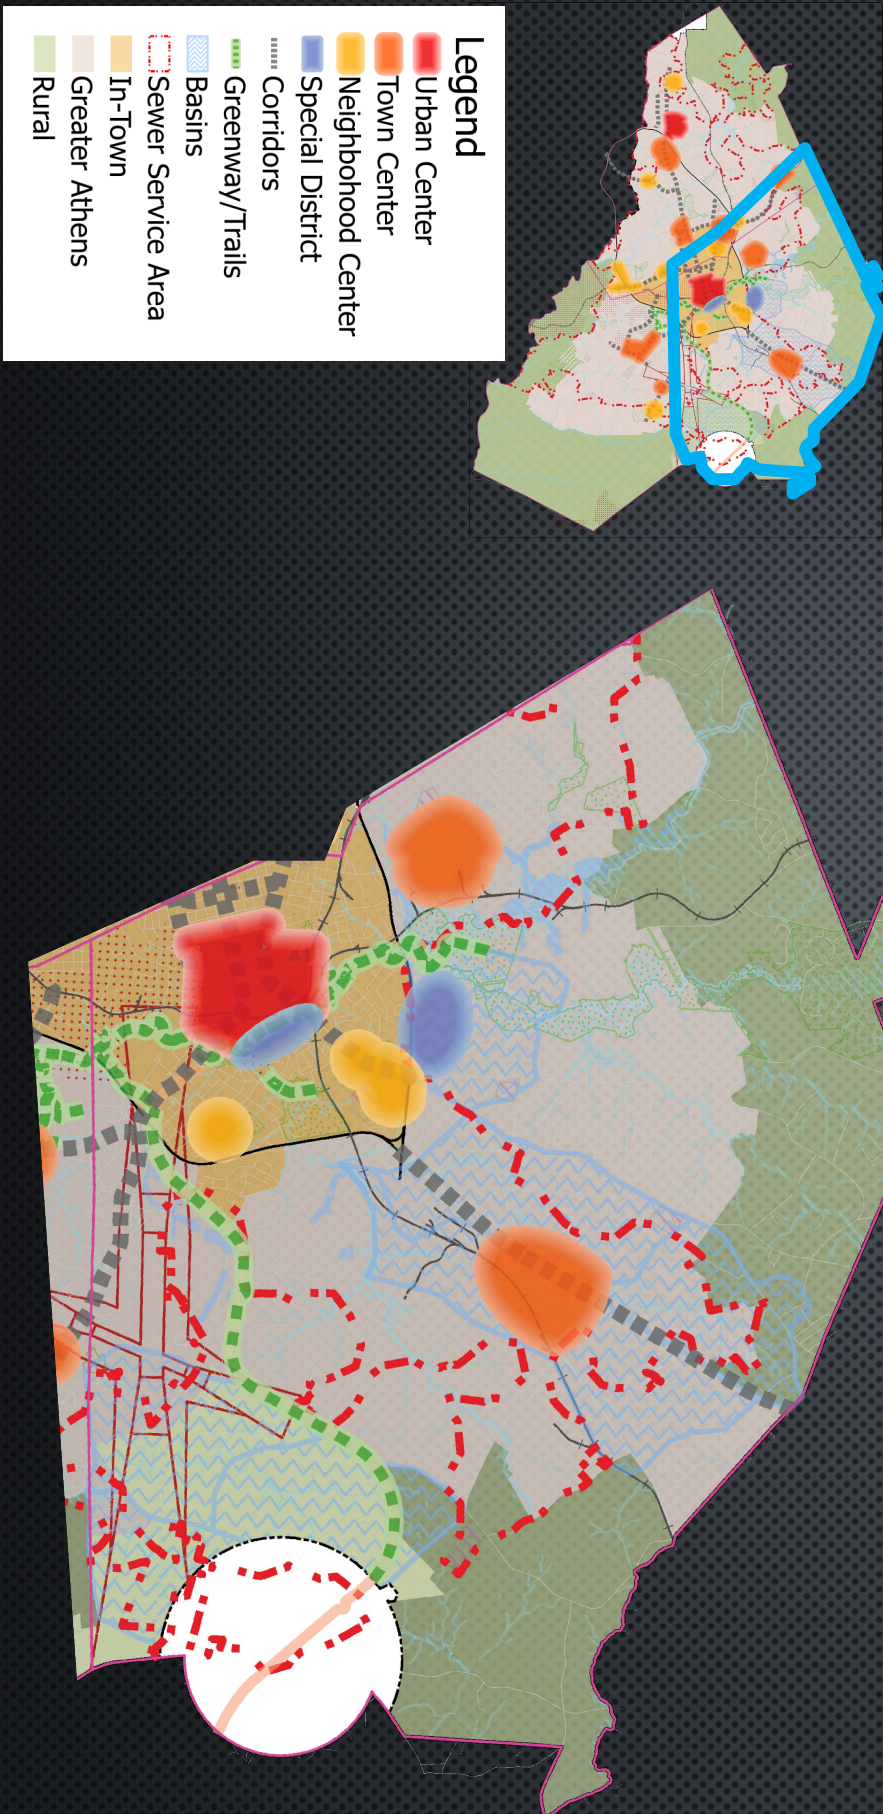 Legend
Urban Center
Town Center
Neighbohood Center
Special District
Corridors
Greenway/Trails
Basins
Sewer Service Area
In-Town
Greater Athens
Rural